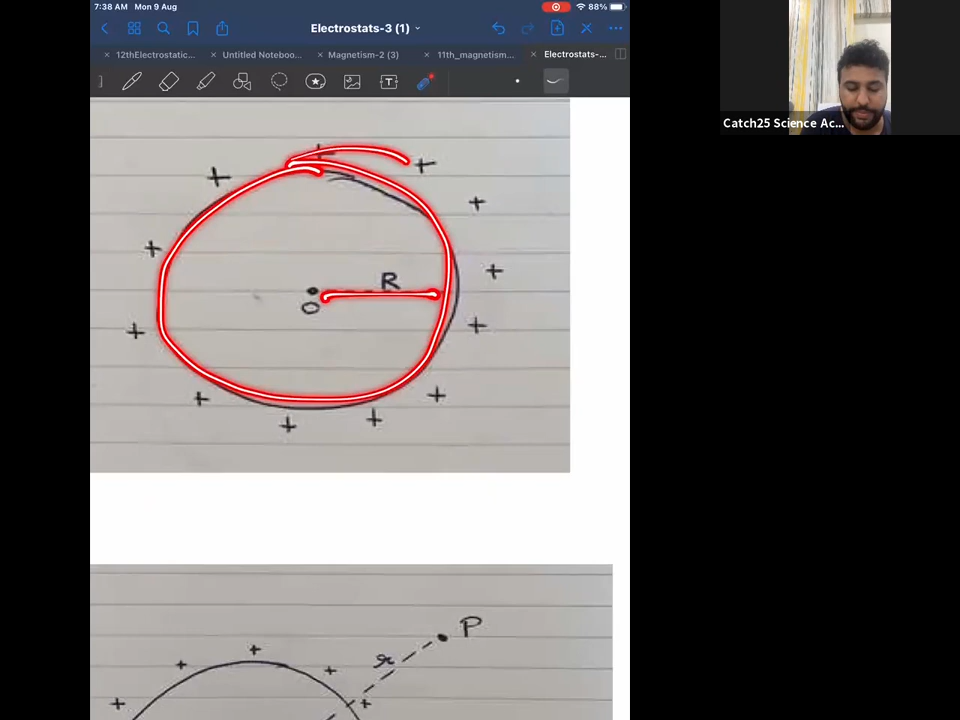 7:38 AM Mon 9 Aug
88%
Electrostats-3 (1)
12thElectrostatic...
Untitled Noteboo...
Magnetism-2 (3)
11th_magnetism...
Electrostats-...
T
Catch25 Science Ac...
+ + + +
+ +
R
O
+ +
+ + + +
P
r
+ + +
+ +